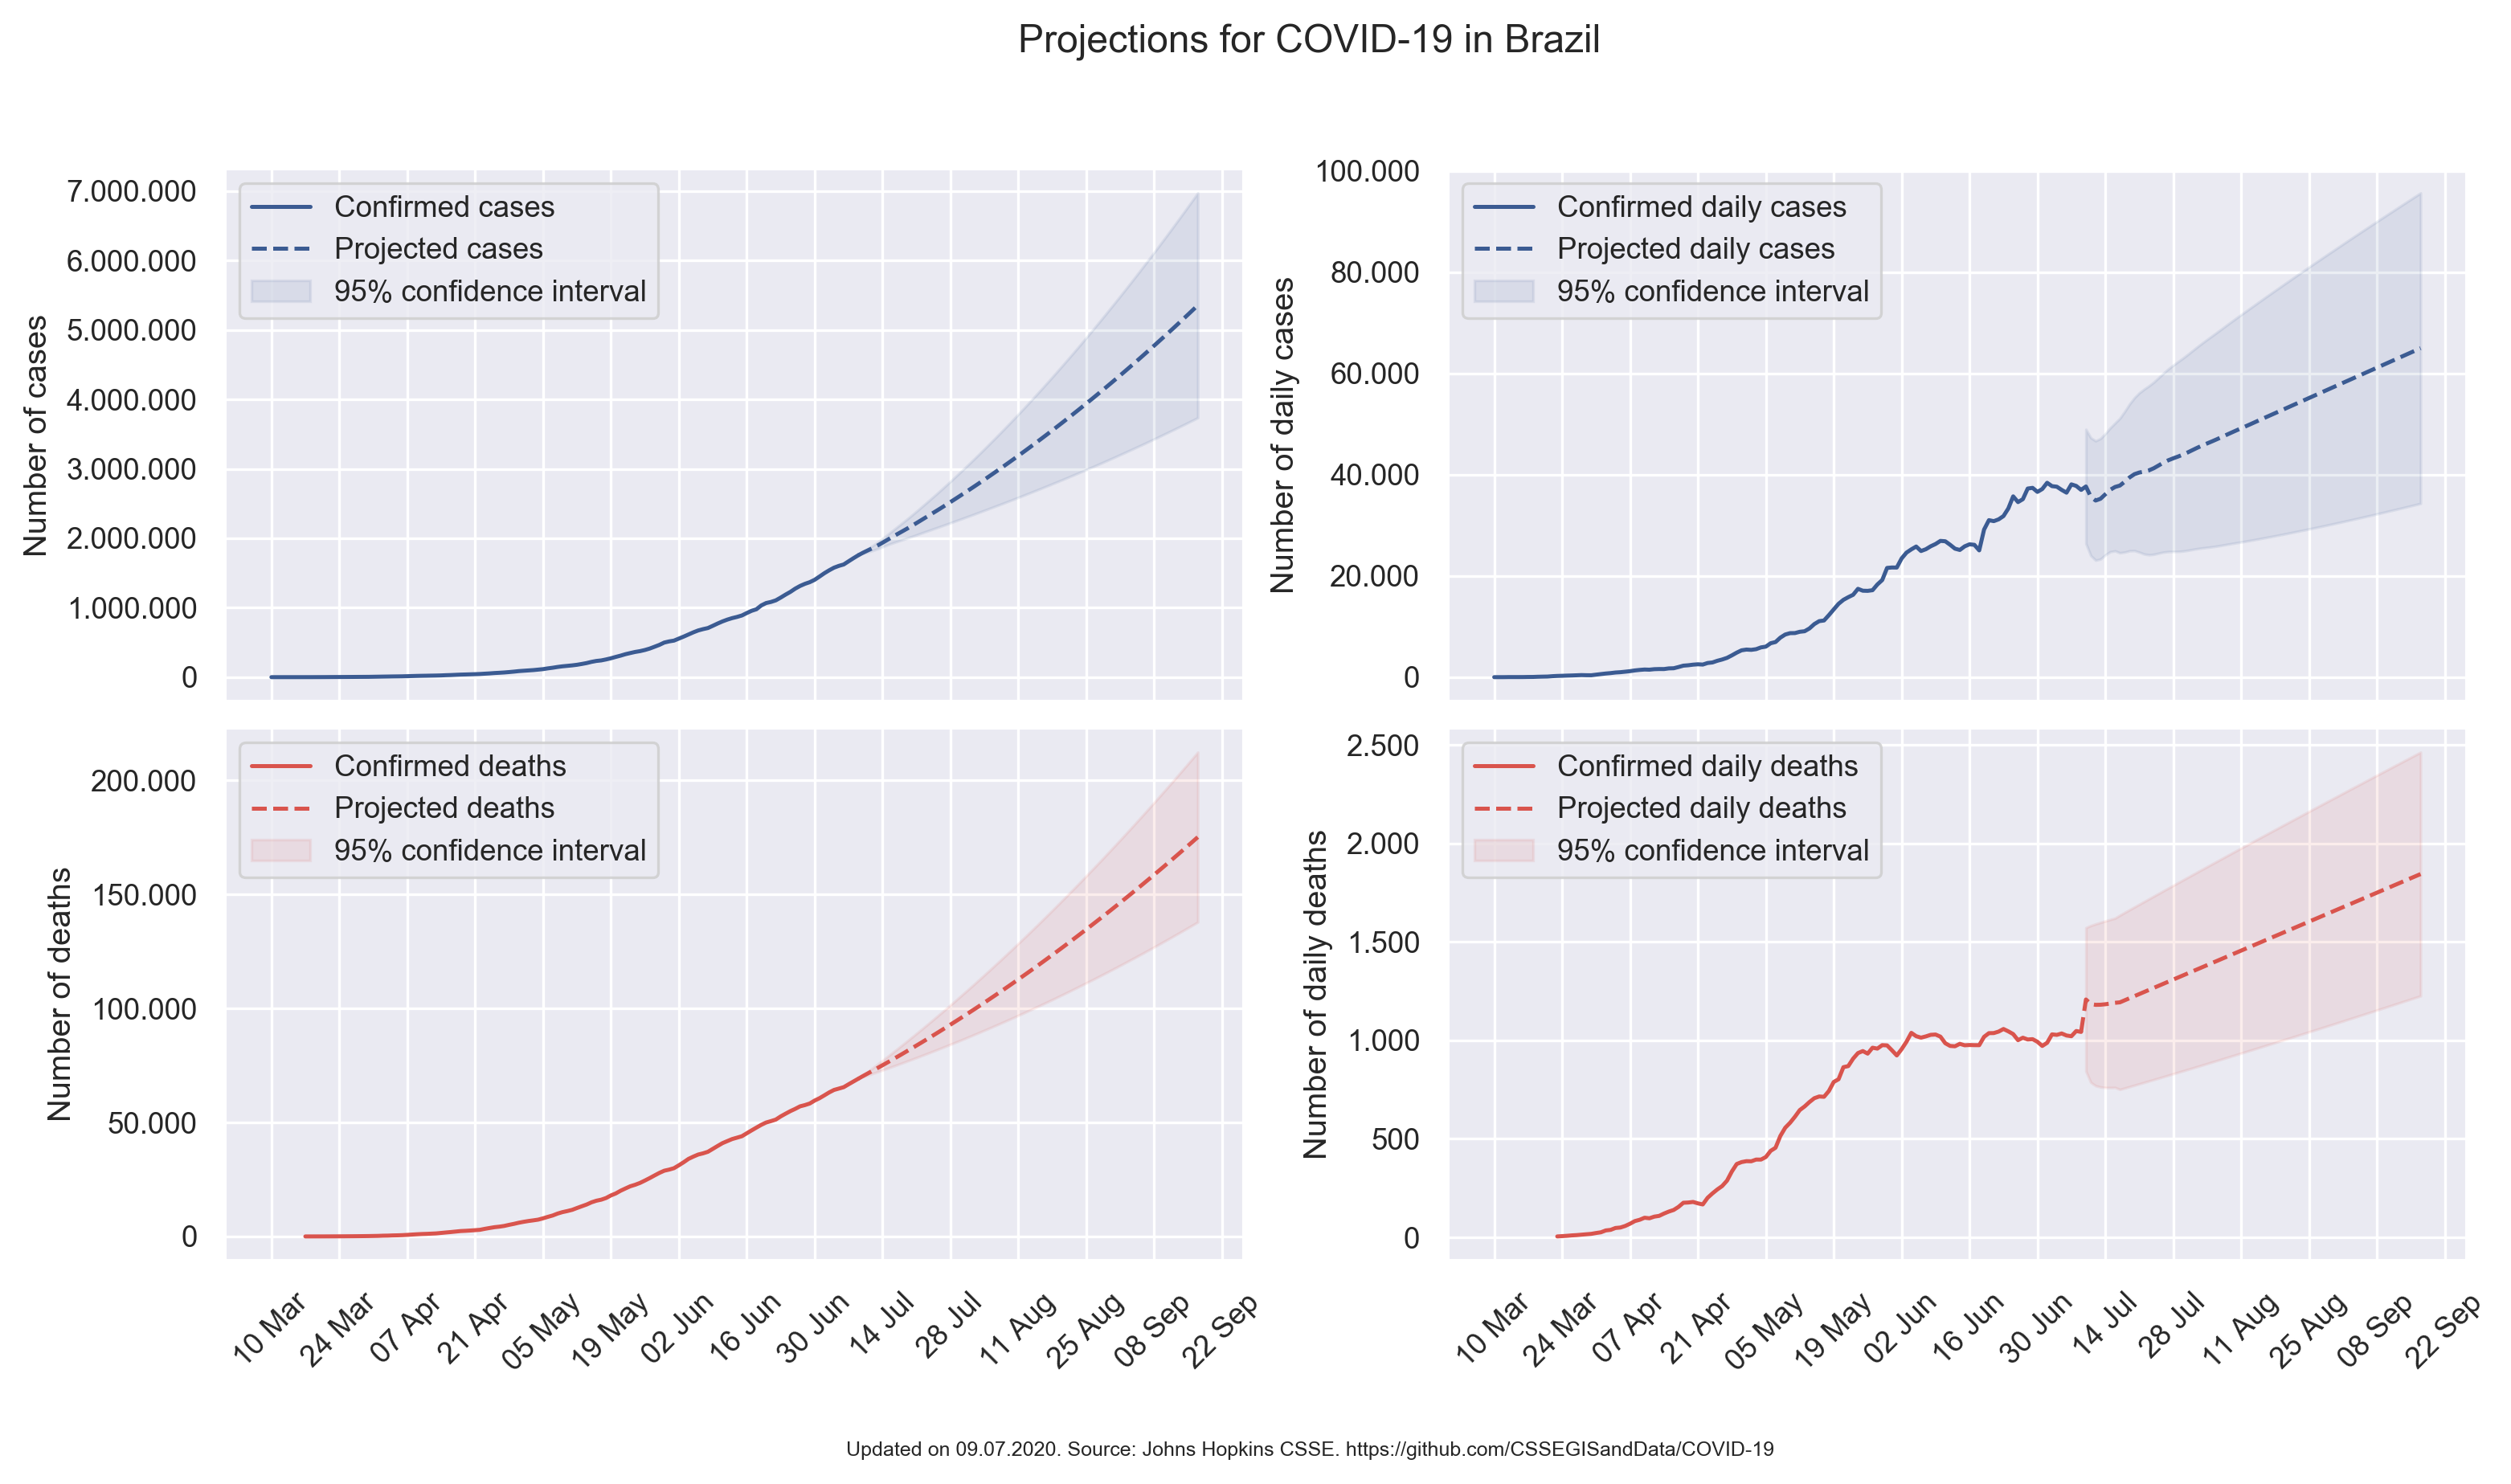 Projections for COVID-19 in Brazil
Number of cases
7.000.000
6.000.000
5.000.000
4.000.000
3.000.000
2.000.000
1.000.000
0
Confirmed cases
Projected cases
95% confidence interval
Number of daily cases
100.000
80.000
60.000
40.000
20.000
0
Confirmed daily cases
Projected daily cases
95% confidence interval
Number of deaths
200.000
150.000
100.000
50.000
0
Confirmed deaths
Projected deaths
95% confidence interval
10 Mar
24 Mar
07 Apr
21 Apr
05 May
19 May
02 Jun
16 Jun
30 Jun
14 Jul
28 Jul
11 Aug
25 Aug
08 Sep
22 Sep
Number of daily deaths
2.500
2.000
1.500
1.000
500
0
Confirmed daily deaths
Projected daily deaths
95% confidence interval
10 Mar
24 Mar
07 Apr
21 Apr
05 May
19 May
02 Jun
16 Jun
30 Jun
14 Jul
28 Jul
11 Aug
25 Aug
08 Sep
22 Sep
Updated on 09.07.2020. Source: Johns Hopkins CSSE. https://github.com/CSSEGISandData/COVID-19